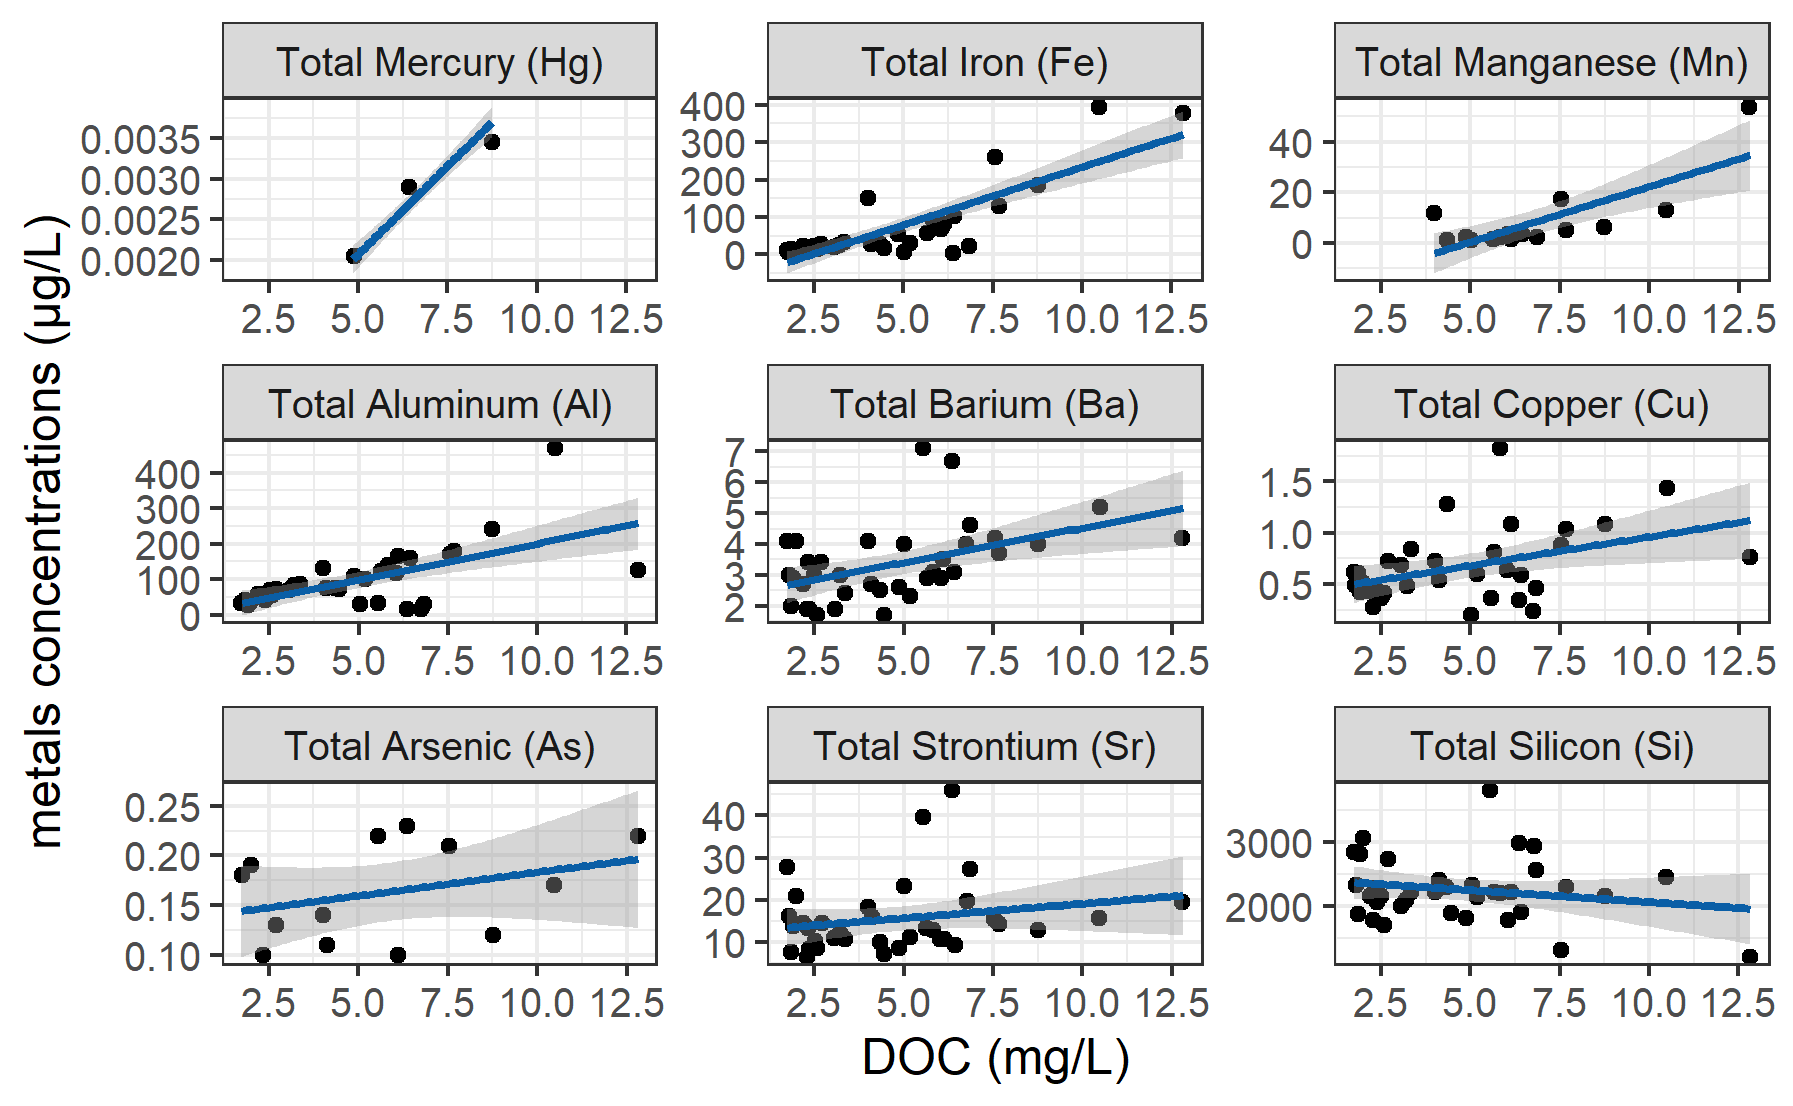 Total Mercury (Hg)
Total Iron (Fe)
Total Manganese (Mn)
0.0035
0.0030
0.0025
0.0020
400
300
200
100
0
40
20
0
2.5 5.0 7.5 10.0 12.5
2.5 5.0 7.5 10.0 12.5
2.5 5.0 7.5 10.0 12.5
Total Aluminum (Al)
Total Barium (Ba)
Total Copper (Cu)
400
300
200
100
0
7
6
5
4
3
2
1.5
1.0
0.5
2.5 5.0 7.5 10.0 12.5
2.5 5.0 7.5 10.0 12.5
2.5 5.0 7.5 10.0 12.5
Total Arsenic (As)
Total Strontium (Sr)
Total Silicon (Si)
0.25
0.20
0.15
0.10
40
30
20
10
3000
2000
2.5 5.0 7.5 10.0 12.5
2.5 5.0 7.5 10.0 12.5
2.5 5.0 7.5 10.0 12.5
metals concentrations (µg/L)
DOC (mg/L)